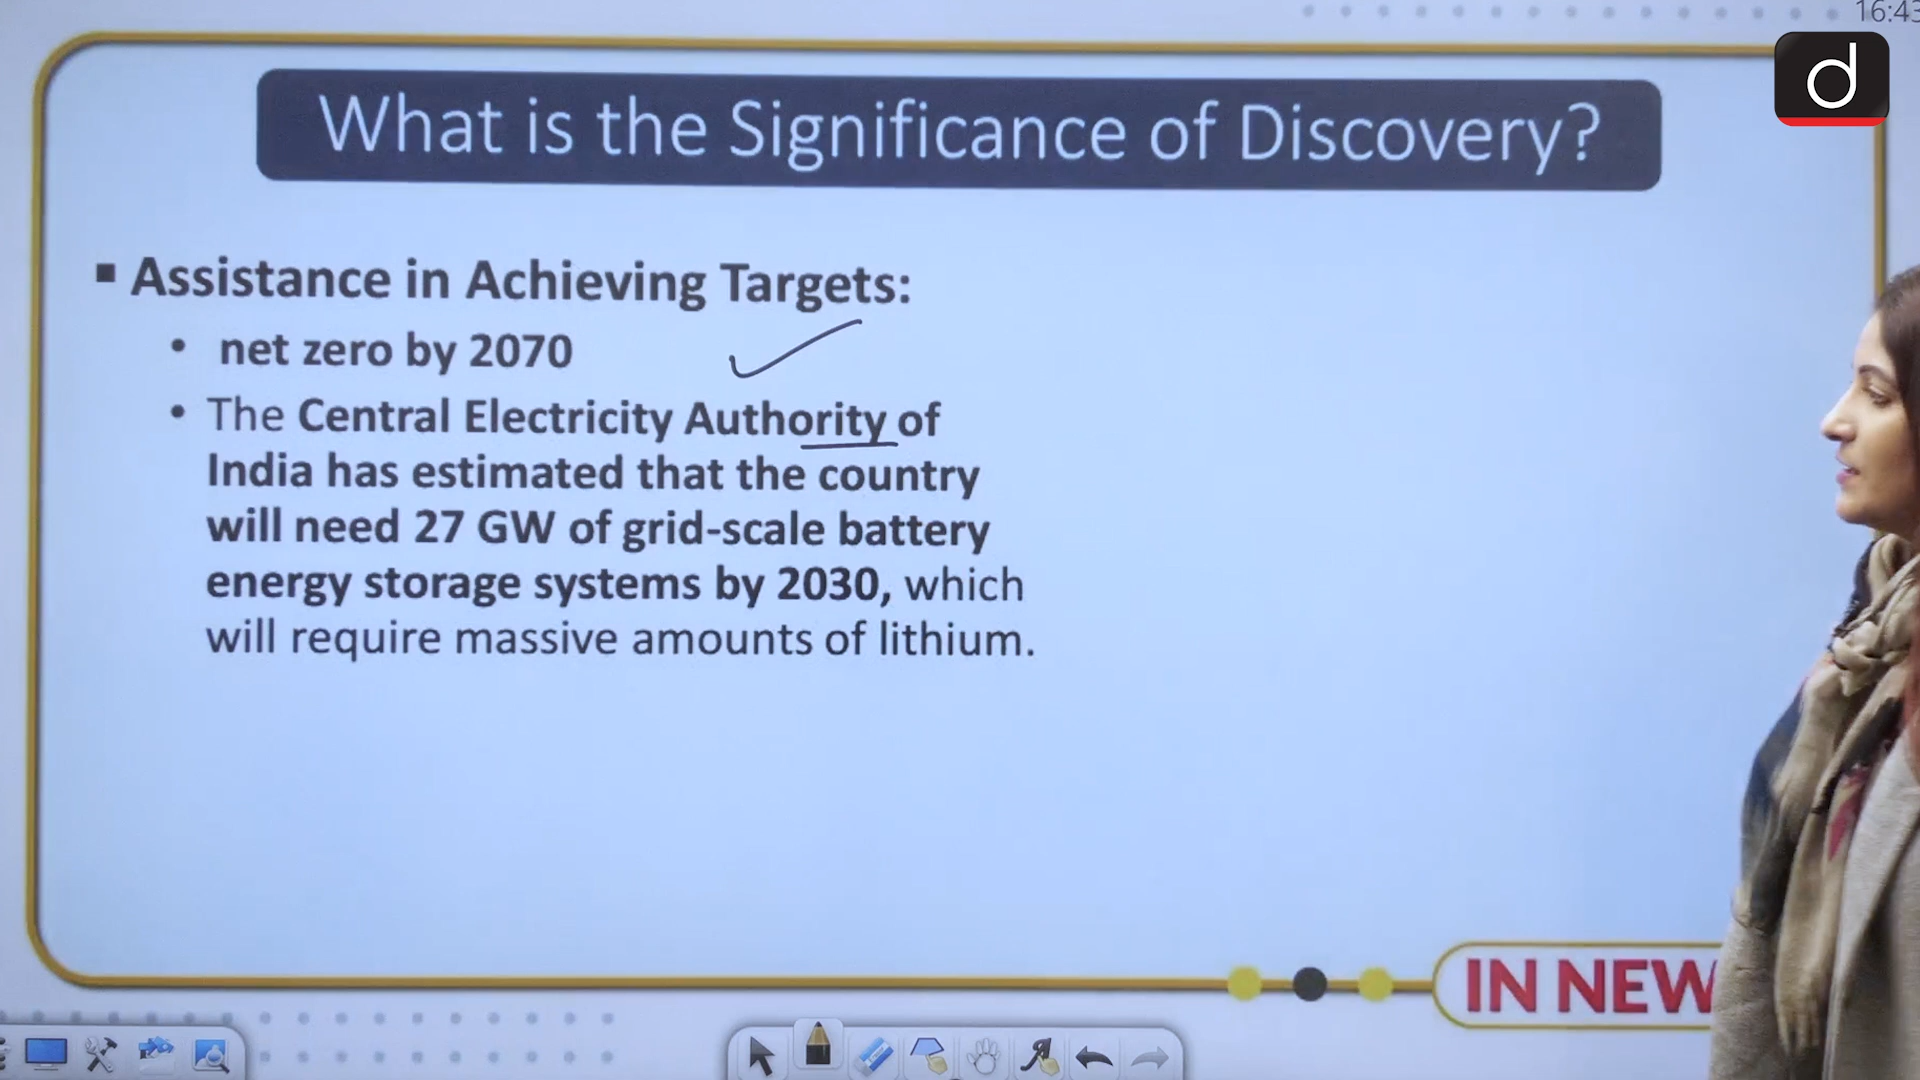 16:43
d
What is the Significance of Discovery?
Assistance in Achieving Targets:
net zero by 2070
The Central Electricity Authority of
India has estimated that the country
will need 27 GW of grid-scale battery
energy storage systems by 2030, which
will require massive amounts of lithium.
IN NEW